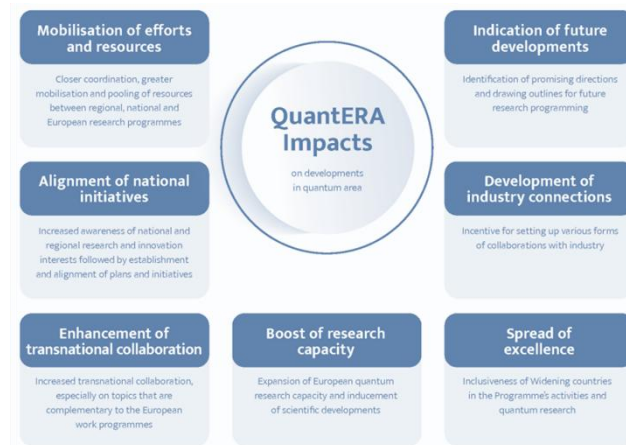 Mobilisation of efforts
and resources
Closer coordination, greater
mobilisation and pooling of resources
between regional, national and
European research programmes
QuantERA
Impacts
on developments
in quantum area
Indication of future
developments
Identification of promising directions
and drawing outlines for future
research programming
Alignment of national
initiatives
Increased awareness of national and
regional research and innovation
interests followed by establishment
and alignment of plans and initiatives
Development of
industry connections
Incentive for setting up various forms
of collaborations with industry
Enhancement of
transnational collaboration
Increased transnational collaboration,
especially on topics that are
complementary to the European
work programmes
Boost of research
capacity
Expansion of European quantum
research capacity and inducement
of scientific developments
Spread of
excellence
Inclusiveness of Widening countries
in the Programme's activities and
quantum research